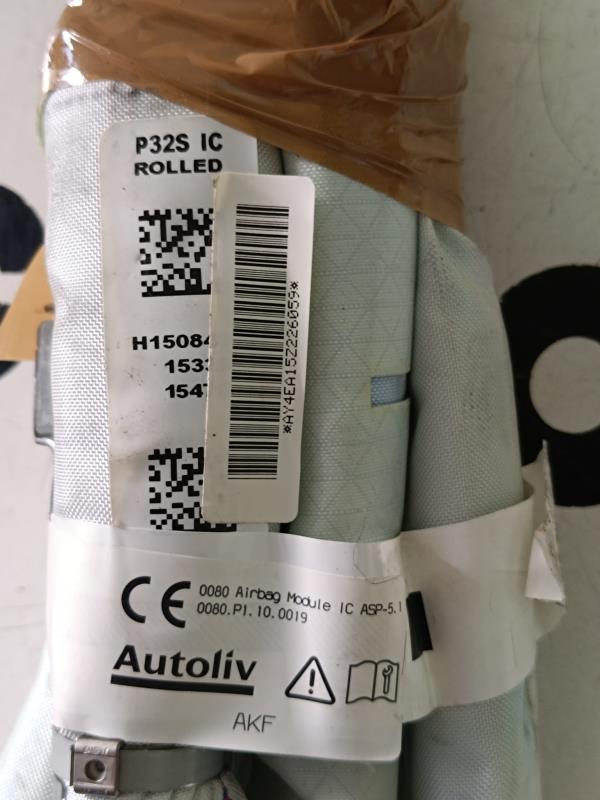 P32S IC
ROLLED
H15084
1533
154
*AY4EA15Z226059*
CE 0080 Airbag Module IC ASP-5.1
0080.P1.10.0019
Autoliv
AKF